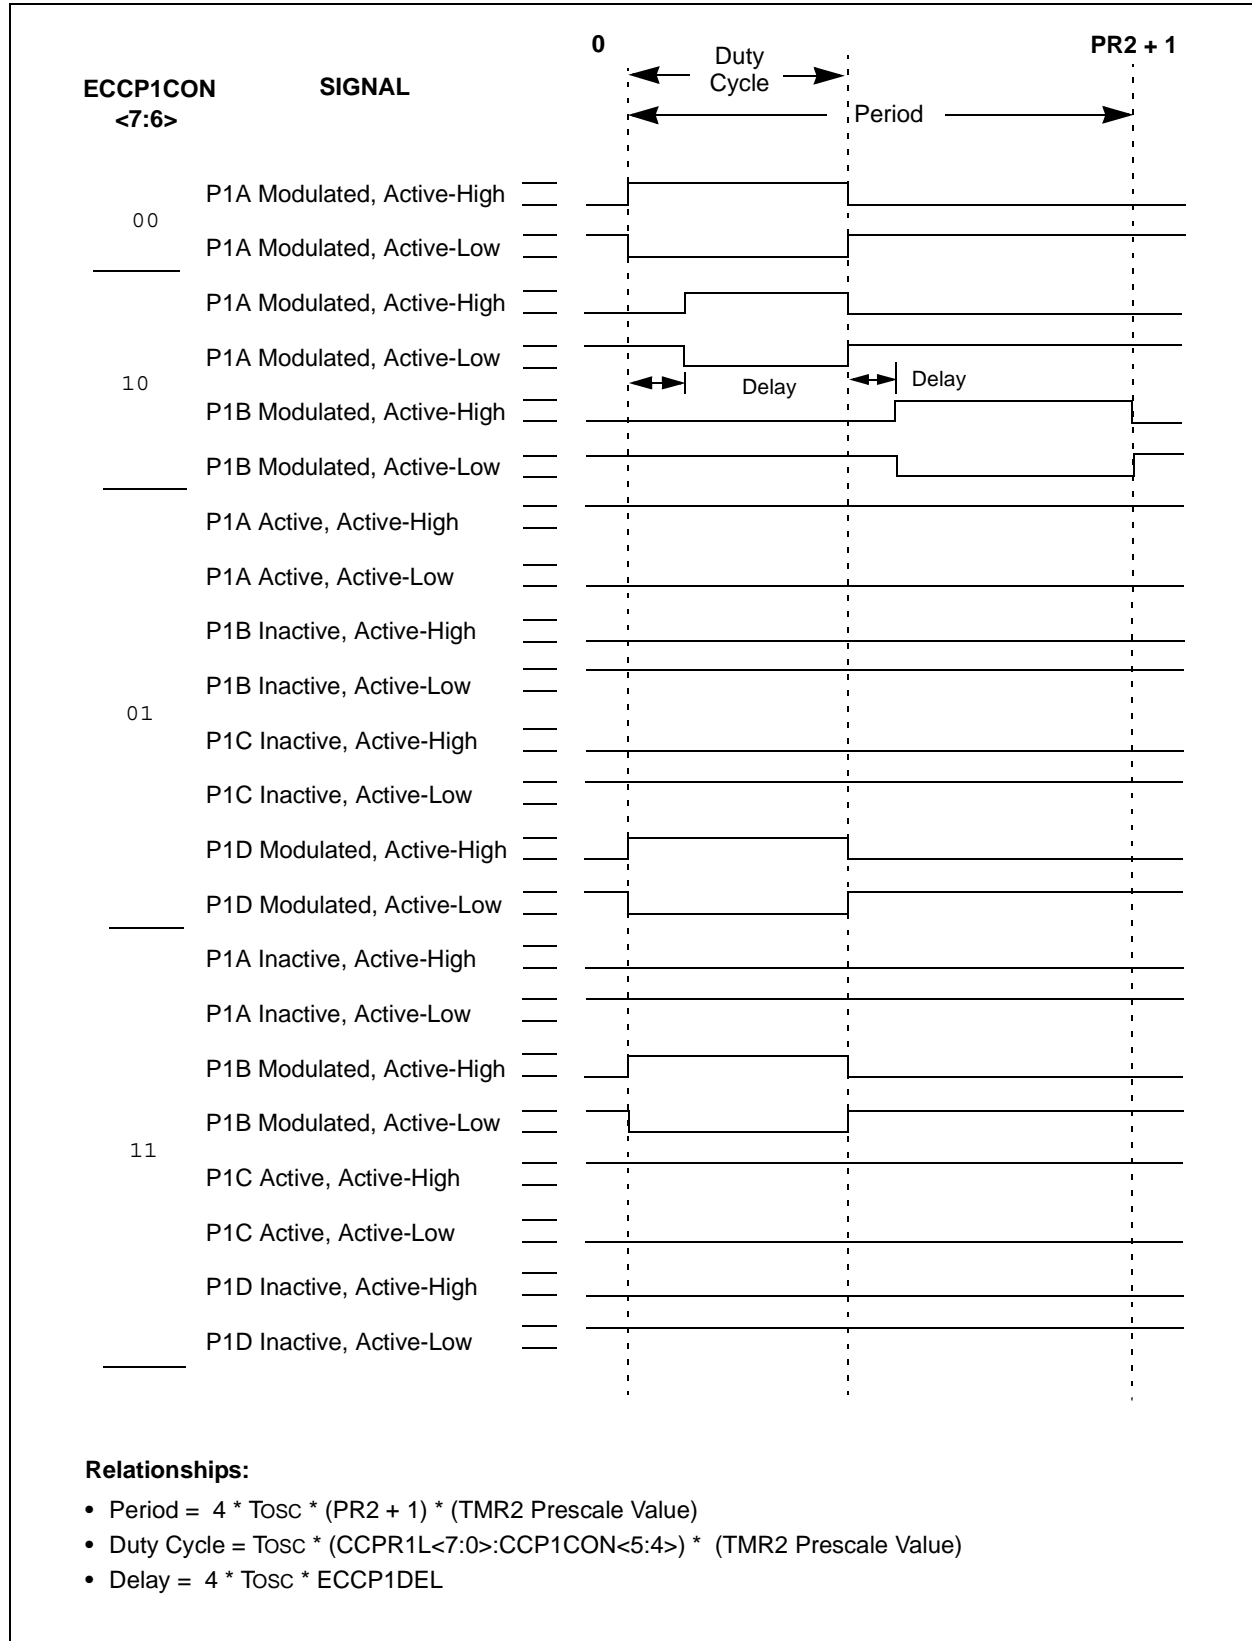 0
PR2 + 1
Duty
Cycle
ECCP1CON
<7:6>
SIGNAL
Period
00
P1A Modulated, Active-High
P1A Modulated, Active-Low
10
P1A Modulated, Active-High
P1A Modulated, Active-Low
Delay
Delay
P1B Modulated, Active-High
P1B Modulated, Active-Low
01
P1A Active, Active-High
P1A Active, Active-Low
P1B Inactive, Active-High
P1B Inactive, Active-Low
P1C Inactive, Active-High
P1C Inactive, Active-Low
P1D Modulated, Active-High
P1D Modulated, Active-Low
11
P1A Inactive, Active-High
P1A Inactive, Active-Low
P1B Modulated, Active-High
P1B Modulated, Active-Low
P1C Active, Active-High
P1C Active, Active-Low
P1D Inactive, Active-High
P1D Inactive, Active-Low
Relationships:
• Period = 4 * TOSC * (PR2 + 1) * (TMR2 Prescale Value)
• Duty Cycle = TOSC * (CCPR1L<7:0>:CCP1CON<5:4>) * (TMR2 Prescale Value)
• Delay = 4 * TOSC * ECCP1DEL